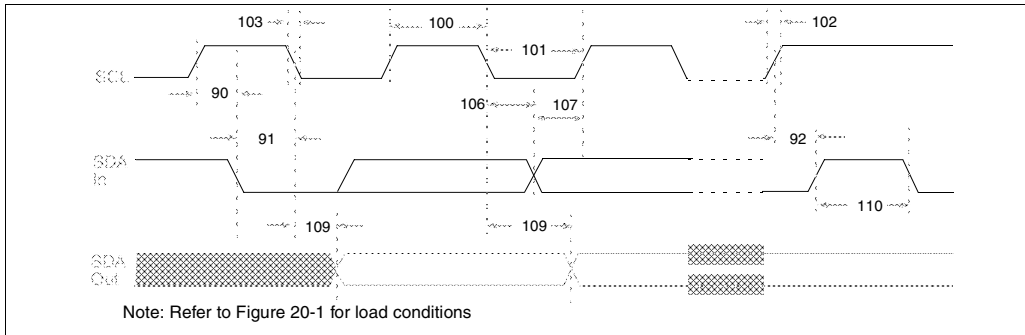 103
100
101
102
SCL
90
106
107
91
92
SDA
In
110
109
109
SDA
Out
Note: Refer to Figure 20-1 for load conditions